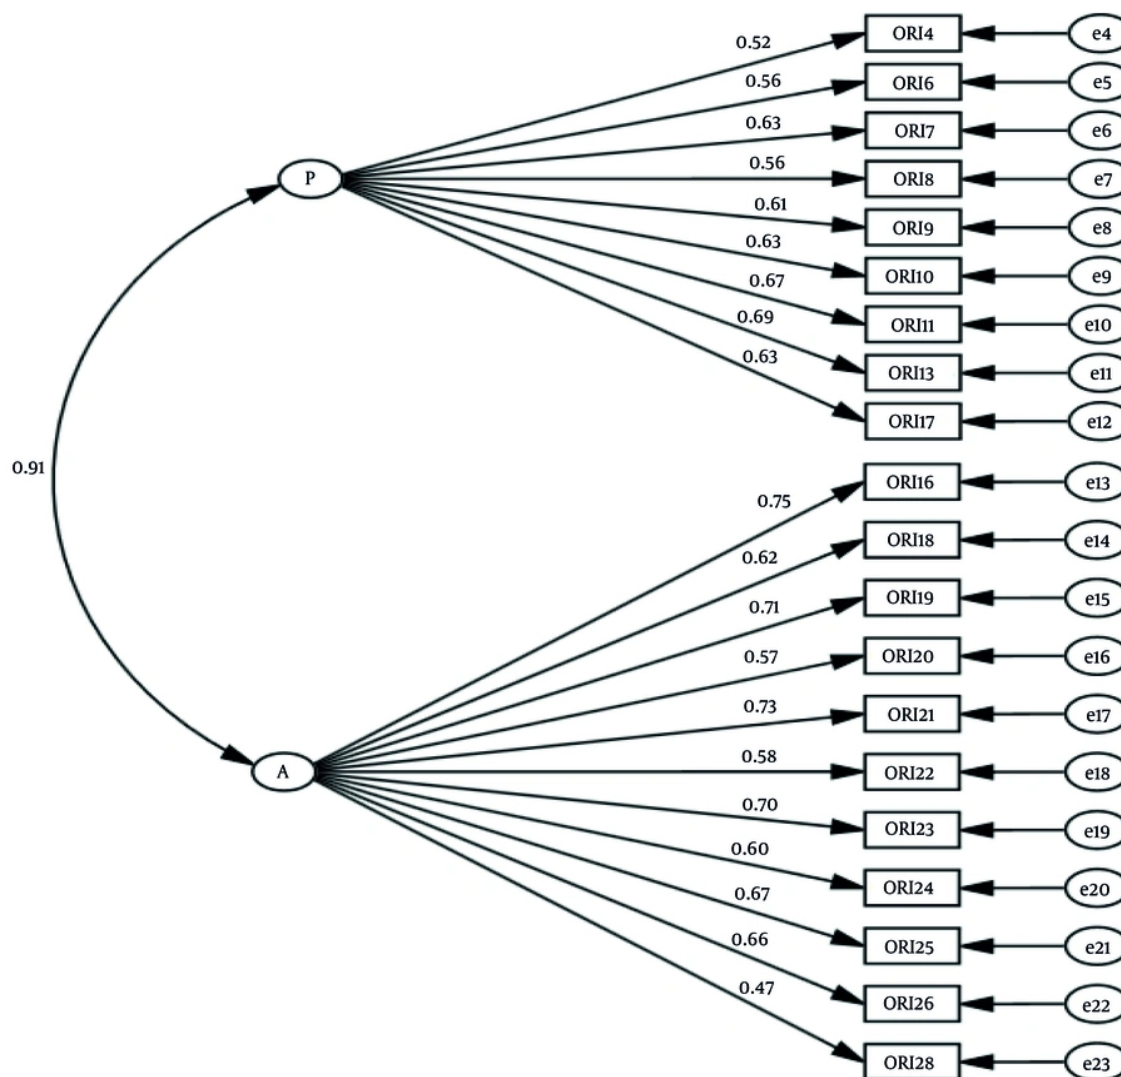 0.52 ORI4 e4
0.56 ORI6 e5
0.63 ORI7 e6
P 0.56 ORI8 e7
0.61 ORI9 e8
0.63 ORI10 e9
0.67 ORI11 e10
0.69 ORI13 e11
0.63 ORI17 e12
0.91
0.75 ORI16 e13
0.62 ORI18 e14
0.71 ORI19 e15
0.57 ORI20 e16
0.73 ORI21 e17
A 0.58 ORI22 e18
0.70 ORI23 e19
0.60 ORI24 e20
0.67 ORI25 e21
0.66 ORI26 e22
0.47 ORI28 e23